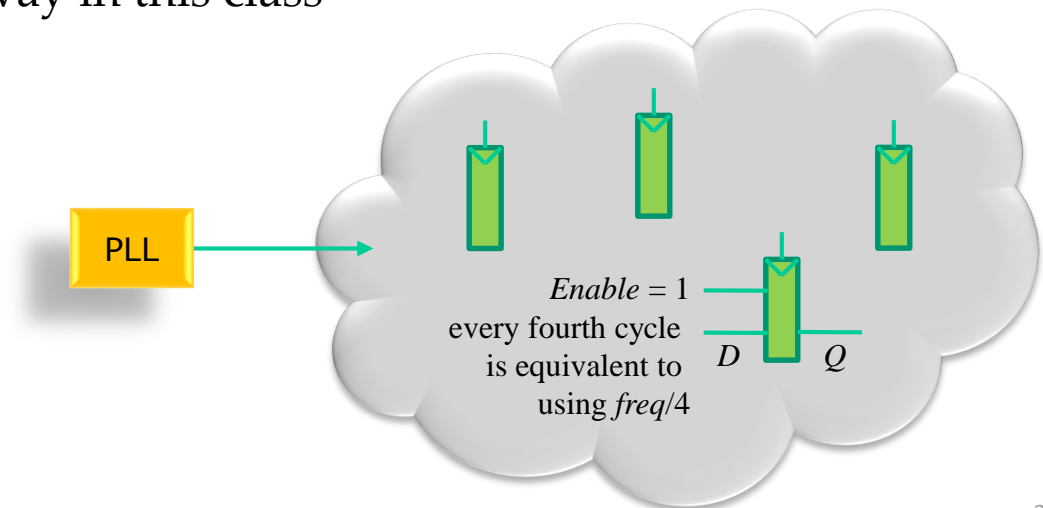 way in this class
PLL
Enable = 1
every fourth cycle
is equivalent to
using freq/4
D
Q